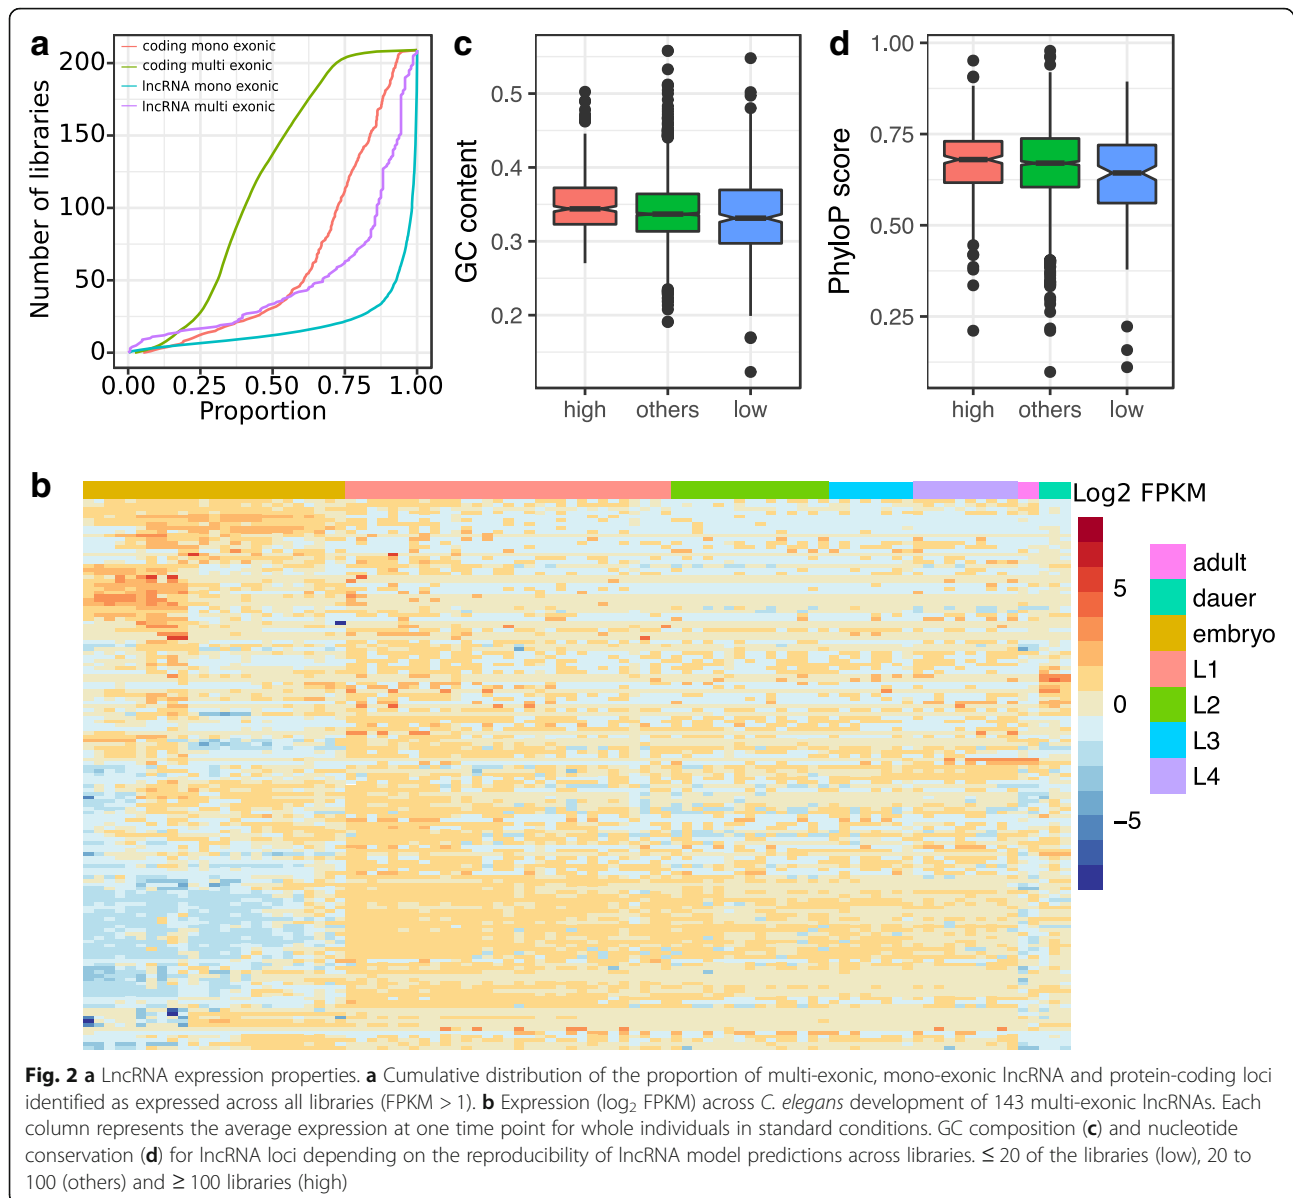 a
coding mono exonic
coding multi exonic
lncRNA mono exonic
lncRNA multi exonic
Number of libraries
200
150
100
50
0
0.00 0.25 0.50 0.75 1.00
Proportion
c
GC content
0.5
0.4
0.3
0.2
high others low
d
PhyloP score
1.00
0.75
0.50
0.25
high others low
b
Log2 FPKM
5
0
−5
adult
dauer
embryo
L1
L2
L3
L4
Fig. 2 a LncRNA expression properties. a Cumulative distribution of the proportion of multi-exonic, mono-exonic lncRNA and protein-coding loci
identified as expressed across all libraries (FPKM > 1). b Expression (log2 FPKM) across C. elegans development of 143 multi-exonic lncRNAs. Each
column represents the average expression at one time point for whole individuals in standard conditions. GC composition (c) and nucleotide
conservation (d) for lncRNA loci depending on the reproducibility of lncRNA model predictions across libraries. ≤ 20 of the libraries (low), 20 to
100 (others) and ≥ 100 libraries (high)